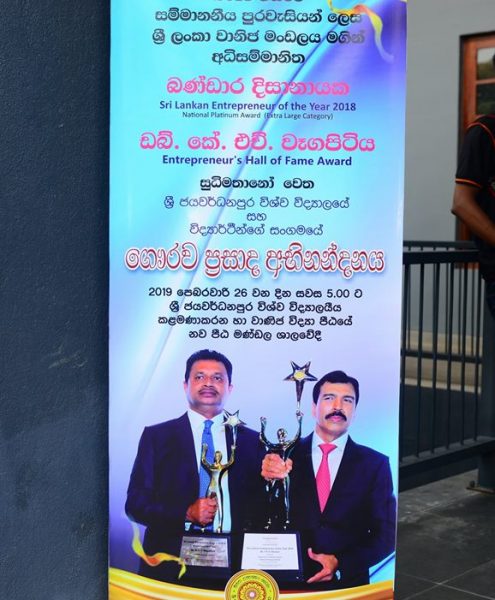 සම්මානනීය පුරවැසියන් ලෙස
ශ්‍රී ලංකා වානිජ මංඩලය මගින්
අධිසම්මානිත
බණ්ඩාර දිසානායක
Sri Lankan Entrepreneur of the Year 2018
National Platinum Award (Extra Large Category)
ඩබ්. කේ. එච්. වෑගපිටිය
Entrepreneur's Hall of Fame Award
සුධිමතානෝ වෙත
ශ්‍රී ජයවර්ධනපුර විශ්ව විද්‍යාලයේ
සහ
විද්‍යාර්ථීන්ගේ සංගමයේ
ගෞරව ප්‍රසාද අභිනන්දනය
2019 පෙබරවාරි 26 වන දින සවස 5.00 ට
ශ්‍රී ජයවර්ධනපුර විශ්ව විද්‍යාලයීය
කළමණාකරන හා වාණිජ විද්‍යා පීඨයේ
නව පීඨ මණ්ඩල ශාලවේදී